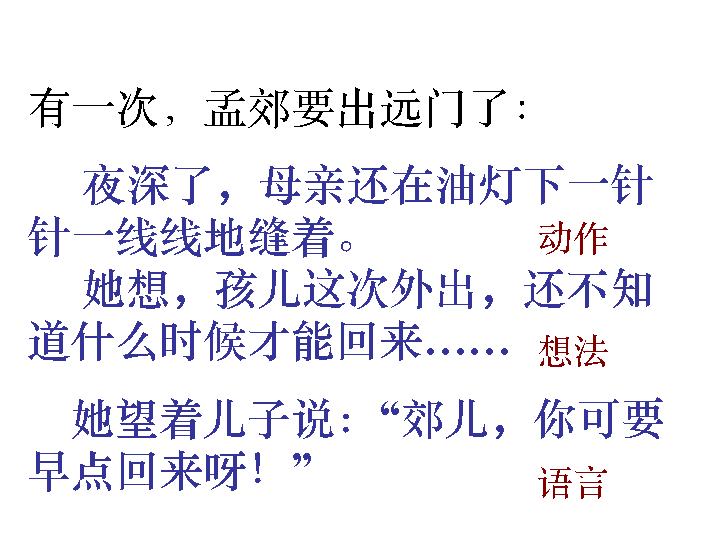 有一次，孟郊要出远门了：
夜深了，母亲还在油灯下一针
针一线线地缝着。
动作
她想，孩儿这次外出，还不知
道什么时候才能回来……
想法
她望着儿子说：“郊儿，你可要
早点回来呀！”
语言